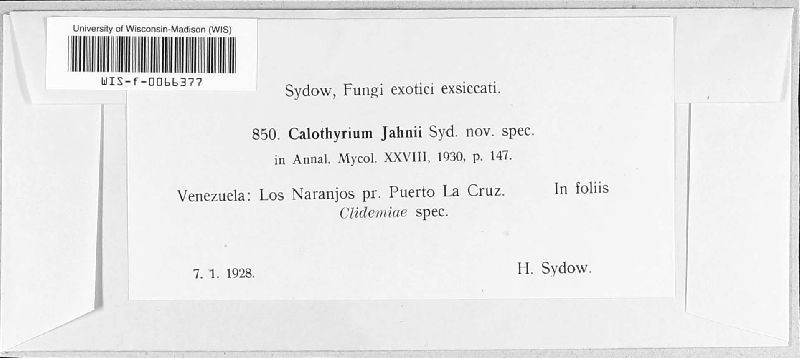 University of Wisconsin-Madison (WIS)
WIS-f-0066377
Sydow, Fungi exotici exsiccati.
850. Calothyrium Jahnii Syd. nov. spec.
in Annal. Mycol. XXVIII, 1930, p. 147.
Venezuela: Los Naranjos pr. Puerto La Cruz. In foliis
Clidemiae spec.
7. 1. 1928. H. Sydow.